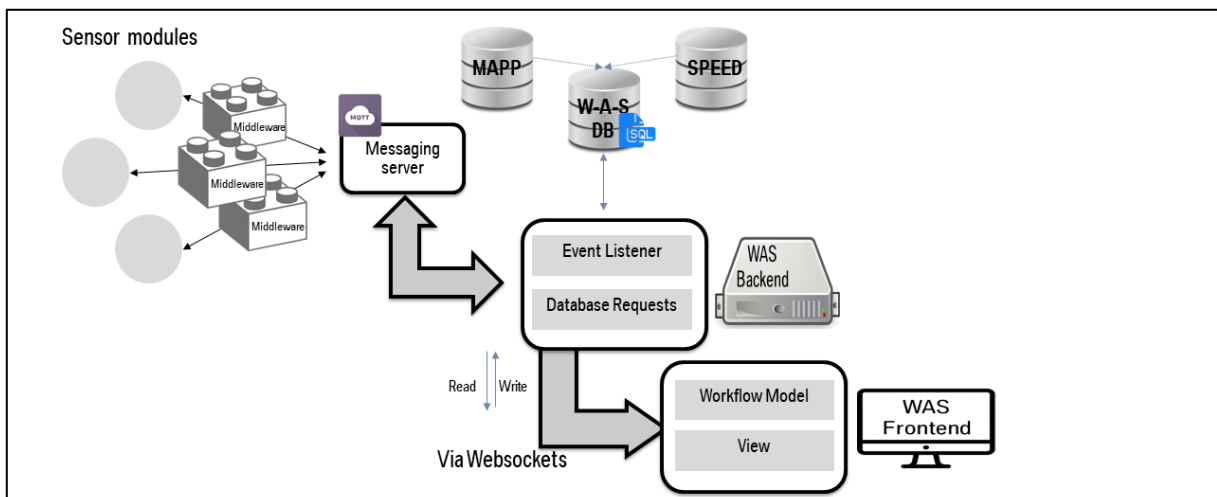 Sensor modules
Middleware
Middleware
Middleware
MQTT
Messaging
server
MAPP
SPEED
W-A-S
DB
SQL
Event Listener
Database Requests
WAS
Backend
Read
Write
Via Websockets
Workflow Model
View
WAS
Frontend